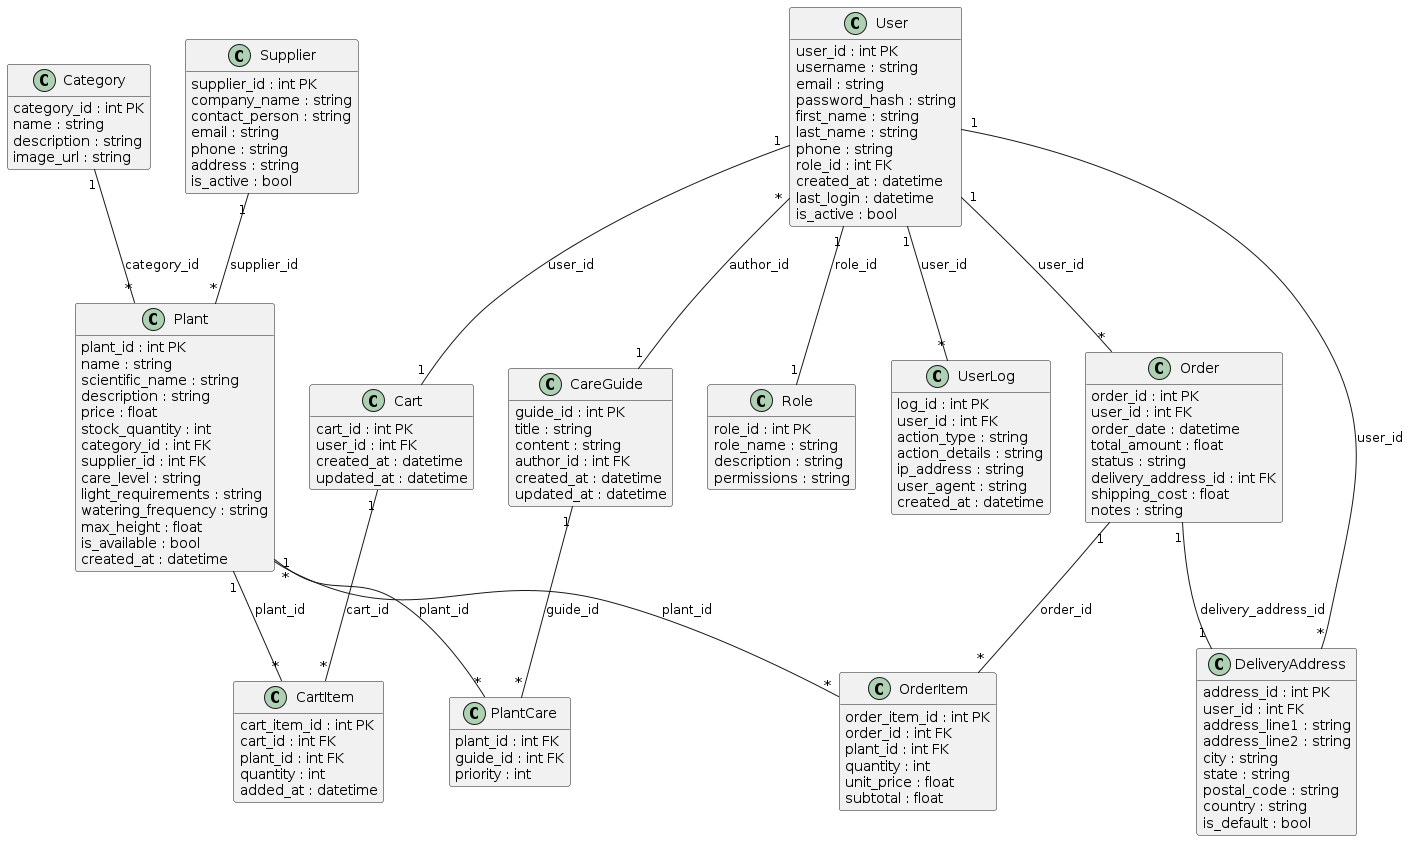 C User
user_id : int PK
username : string
email : string
password_hash : string
first_name : string
last_name : string
phone : string
role_id : int FK
created_at : datetime
last_login : datetime
is_active : bool
C Supplier
supplier_id : int PK
company_name : string
contact_person : string
email : string
phone : string
address : string
is_active : bool
C Category
category_id : int PK
name : string
description : string
image_url : string
1
1
1
*
1
1
1
1
category_id
supplier_id
user_id
author_id
role_id
user_id
user_id
user_id
*
*
1
1
1
*
*
*
C Plant
plant_id : int PK
name : string
scientific_name : string
description : string
price : float
stock_quantity : int
category_id : int FK
supplier_id : int FK
care_level : string
light_requirements : string
watering_frequency : string
max_height : float
is_available : bool
created_at : datetime
C Cart
cart_id : int PK
user_id : int FK
created_at : datetime
updated_at : datetime
C CareGuide
guide_id : int PK
title : string
content : string
author_id : int FK
created_at : datetime
updated_at : datetime
C Role
role_id : int PK
role_name : string
description : string
permissions : string
C UserLog
log_id : int PK
user_id : int FK
action_type : string
action_details : string
ip_address : string
user_agent : string
created_at : datetime
C Order
order_id : int PK
user_id : int FK
order_date : datetime
total_amount : float
status : string
delivery_address_id : int FK
shipping_cost : float
notes : string
1
1
*
1
1
1
1
plant_id
cart_id
plant_id
guide_id
plant_id
order_id
delivery_address_id
*
*
*
*
*
*
1
C CartItem
cart_item_id : int PK
cart_id : int FK
plant_id : int FK
quantity : int
added_at : datetime
C PlantCare
plant_id : int FK
guide_id : int FK
priority : int
C OrderItem
order_item_id : int PK
order_id : int FK
plant_id : int FK
quantity : int
unit_price : float
subtotal : float
C DeliveryAddress
address_id : int PK
user_id : int FK
address_line1 : string
address_line2 : string
city : string
state : string
postal_code : string
country : string
is_default : bool